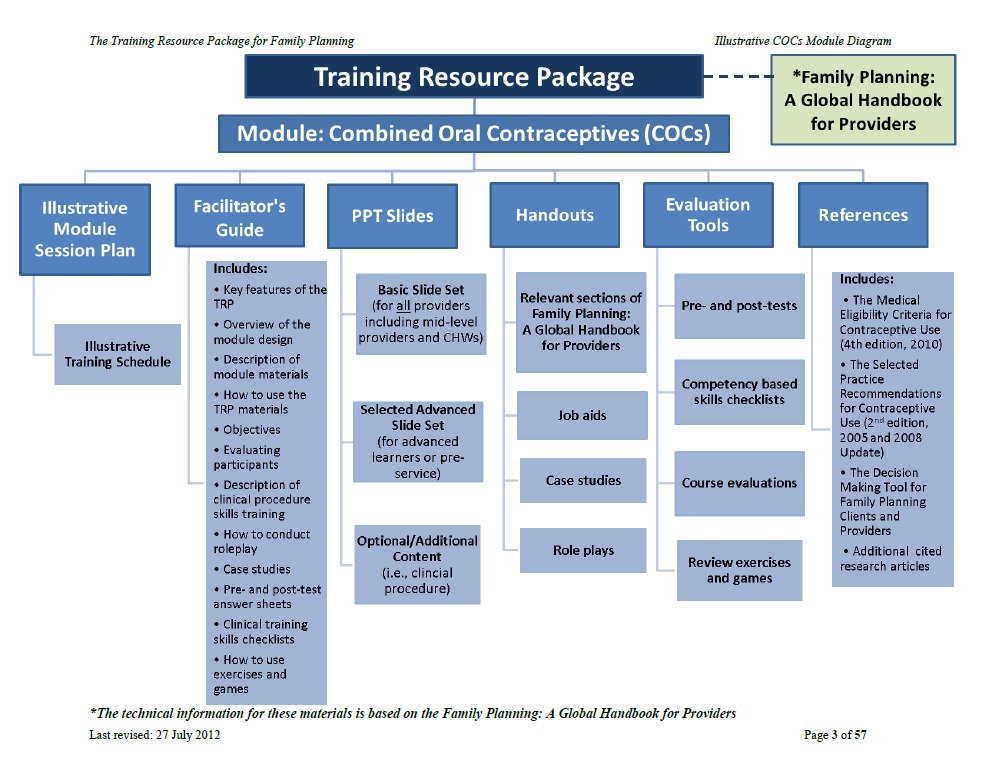 The Training Resource Package for Family Planning
Illustrative COCs Module Diagram
Training Resource Package
*Family Planning:
A Global Handbook
for Providers
Module: Combined Oral Contraceptives (COCs)
Illustrative
Module
Session Plan
Illustrative
Training Schedule
Facilitator's
Guide
Includes:
• Key features of the
TRP
• Overview of the
module design
• Description of
module materials
• How to use the
TRP materials
• Objectives
• Evaluating
participants
• Description of
clinical procedure
skills training
• How to conduct
roleplay
• Case studies
• Pre- and post-test
answer sheets
• Clinical training
skills checklists
• How to use
exercises and
games
PPT Slides
Basic Slide Set
(for all providers
including mid-level
providers and CHWs)
Selected Advanced
Slide Set
(for advanced
learners or pre-
service)
Optional/Additional
Content
(i.e., clincial
procedure)
Handouts
Relevant sections of
Family Planning:
A Global Handbook
for Providers
Job aids
Case studies
Role plays
Evaluation
Tools
Pre- and post-tests
Competency based
skills checklists
Course evaluations
Review exercises
and games
References
Includes:
• The Medical
Eligibility Criteria for
Contraceptive Use
(4th edition, 2010)
• The Selected
Practice
Recommendations
for Contraceptive
Use (2nd edition,
2005 and 2008
Update)
• The Decision
Making Tool for
Family Planning
Clients and
Providers
• Additional cited
research articles
*The technical information for these materials is based on the Family Planning: A Global Handbook for Providers
Last revised: 27 July 2012
Page 3 of 57